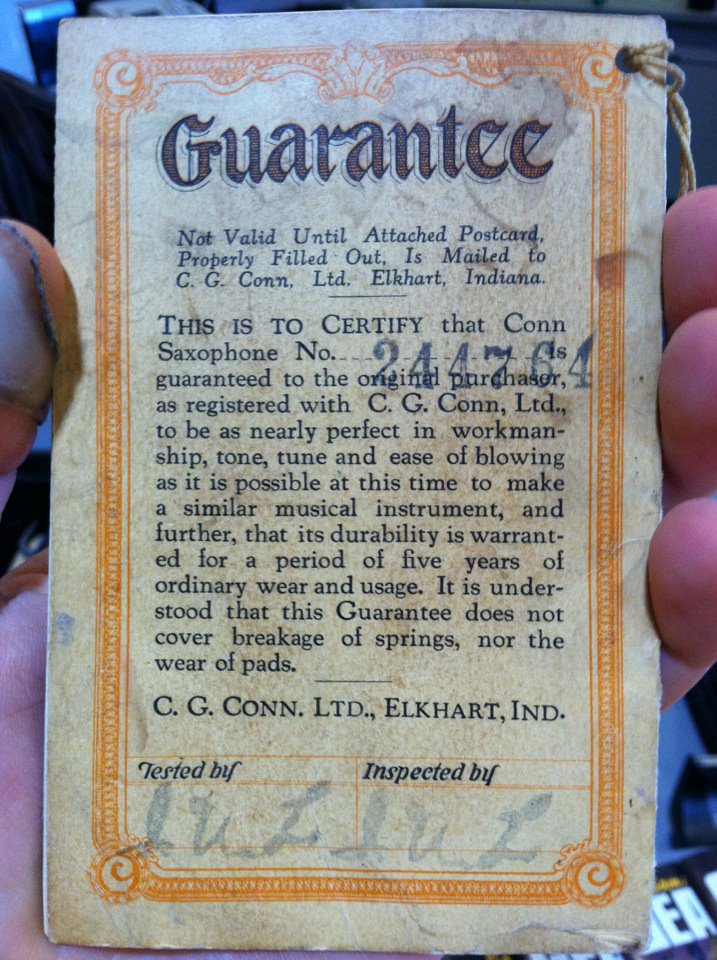 Guarantee
Not Valid Until Attached Postcard,
Properly Filled Out, Is Mailed to
C. G. Conn, Ltd. Elkhart, Indiana.
THIS IS TO CERTIFY that Conn
Saxophone No. 244764 is
guaranteed to the original purchaser,
as registered with C. G. Conn, Ltd.,
to be as nearly perfect in workman-
ship, tone, tune and ease of blowing
as it is possible at this time to make
a similar musical instrument, and
further, that its durability is warrant-
ed for a period of five years of
ordinary wear and usage. It is under-
stood that this Guarantee does not
cover breakage of springs, nor the
wear of pads.
C. G. CONN. LTD., ELKHART, IND.
Tested by Inspected by